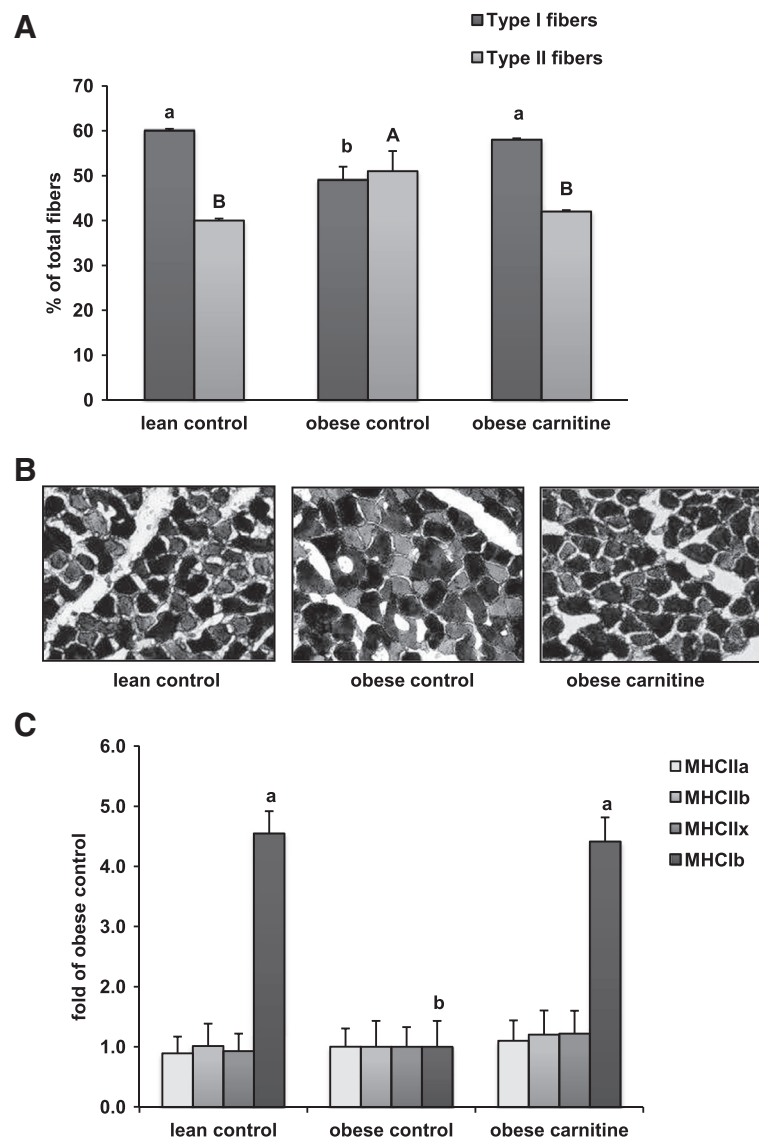 A
Type I fibers
Type II fibers
70
60
50
40
30
20
10
0
% of total fibers
a
B
b
A
a
B
lean control
obese control
obese carnitine
B
lean control
obese control
obese carnitine
C
6.0
5.0
4.0
3.0
2.0
1.0
0.0
fold of obese control
a
b
a
MHCIIa
MHCIIb
MHCIIx
MHCIb
lean control
obese control
obese carnitine